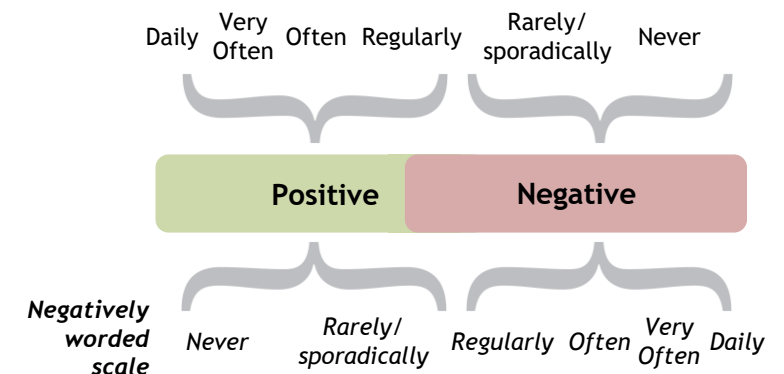 Daily Very Often Often Regularly Rarely/ sporadically Never
Positive Negative
Negatively worded scale
Never Rarely/ sporadically Regularly Often Very Often Daily